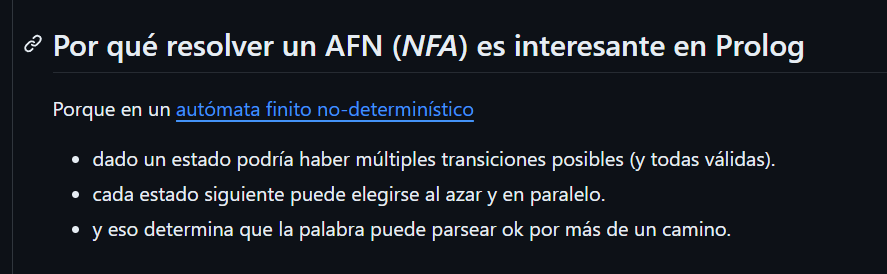 Por qué resolver un AFN (NFA) es interesante en Prolog
Porque en un autómata finito no-determinístico
• dado un estado podría haber múltiples transiciones posibles (y todas válidas).
• cada estado siguiente puede elegirse al azar y en paralelo.
• y eso determina que la palabra puede parsear ok por más de un camino.